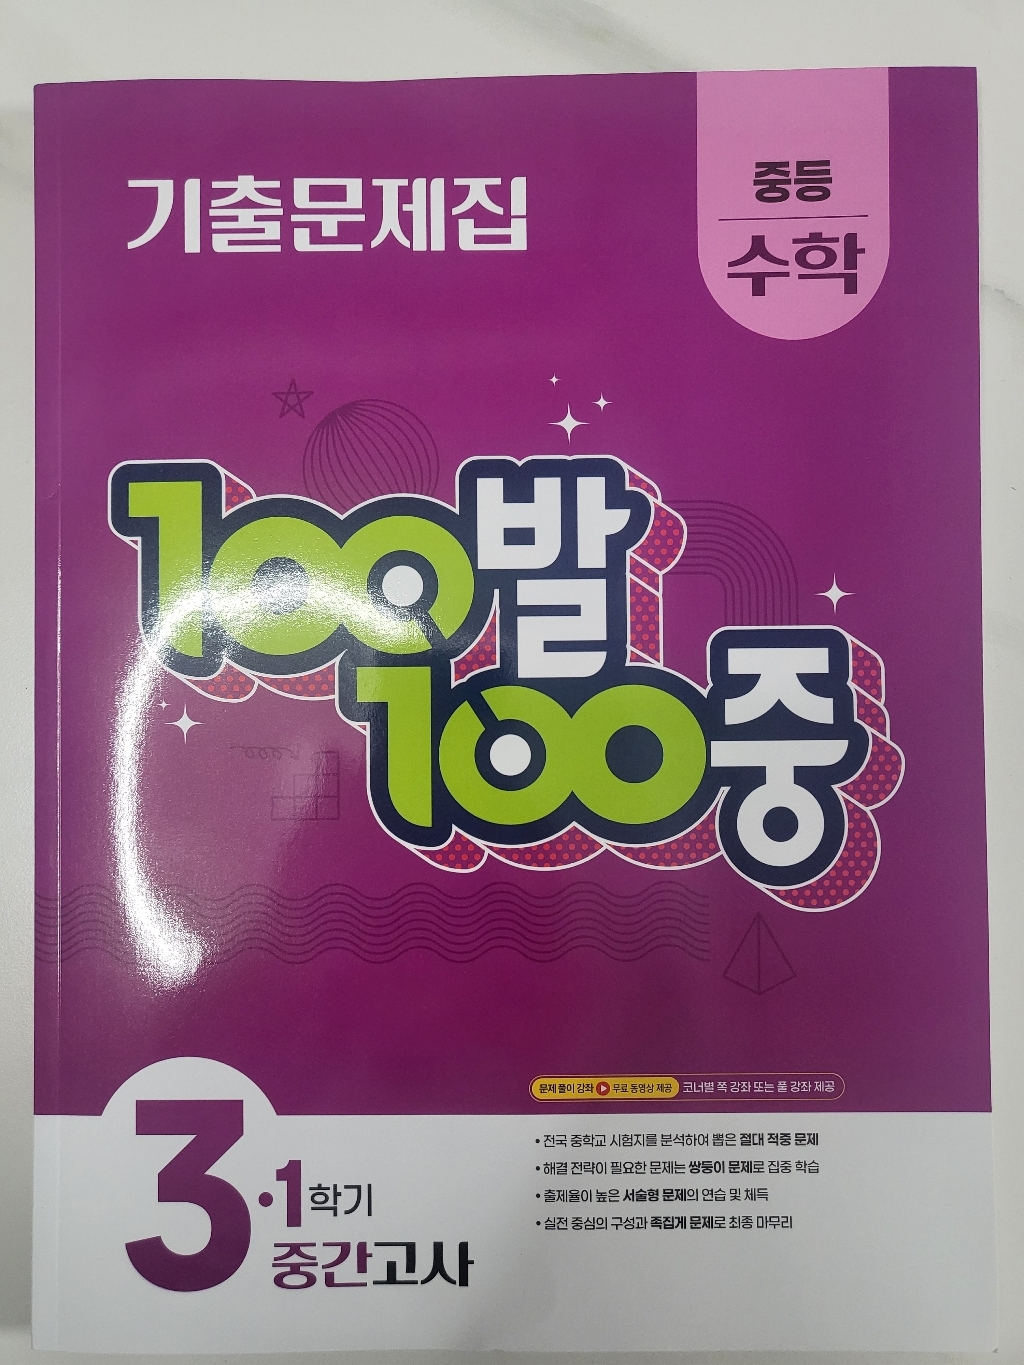 기출문제집
중등
수학
100발
100중
문제 풀이 강좌 무료 동영상 제공 코너별 쪽 강좌 또는 풀 강좌 제공
3·1학기
중간고사
• 전국 중학교 시험지를 분석하여 뽑은 절대 적중 문제
• 해결 전략이 필요한 문제는 쌍둥이 문제로 집중 학습
• 출제율이 높은 서술형 문제의 연습 및 체득
• 실전 중심의 구성과 족집게 문제로 최종 마무리